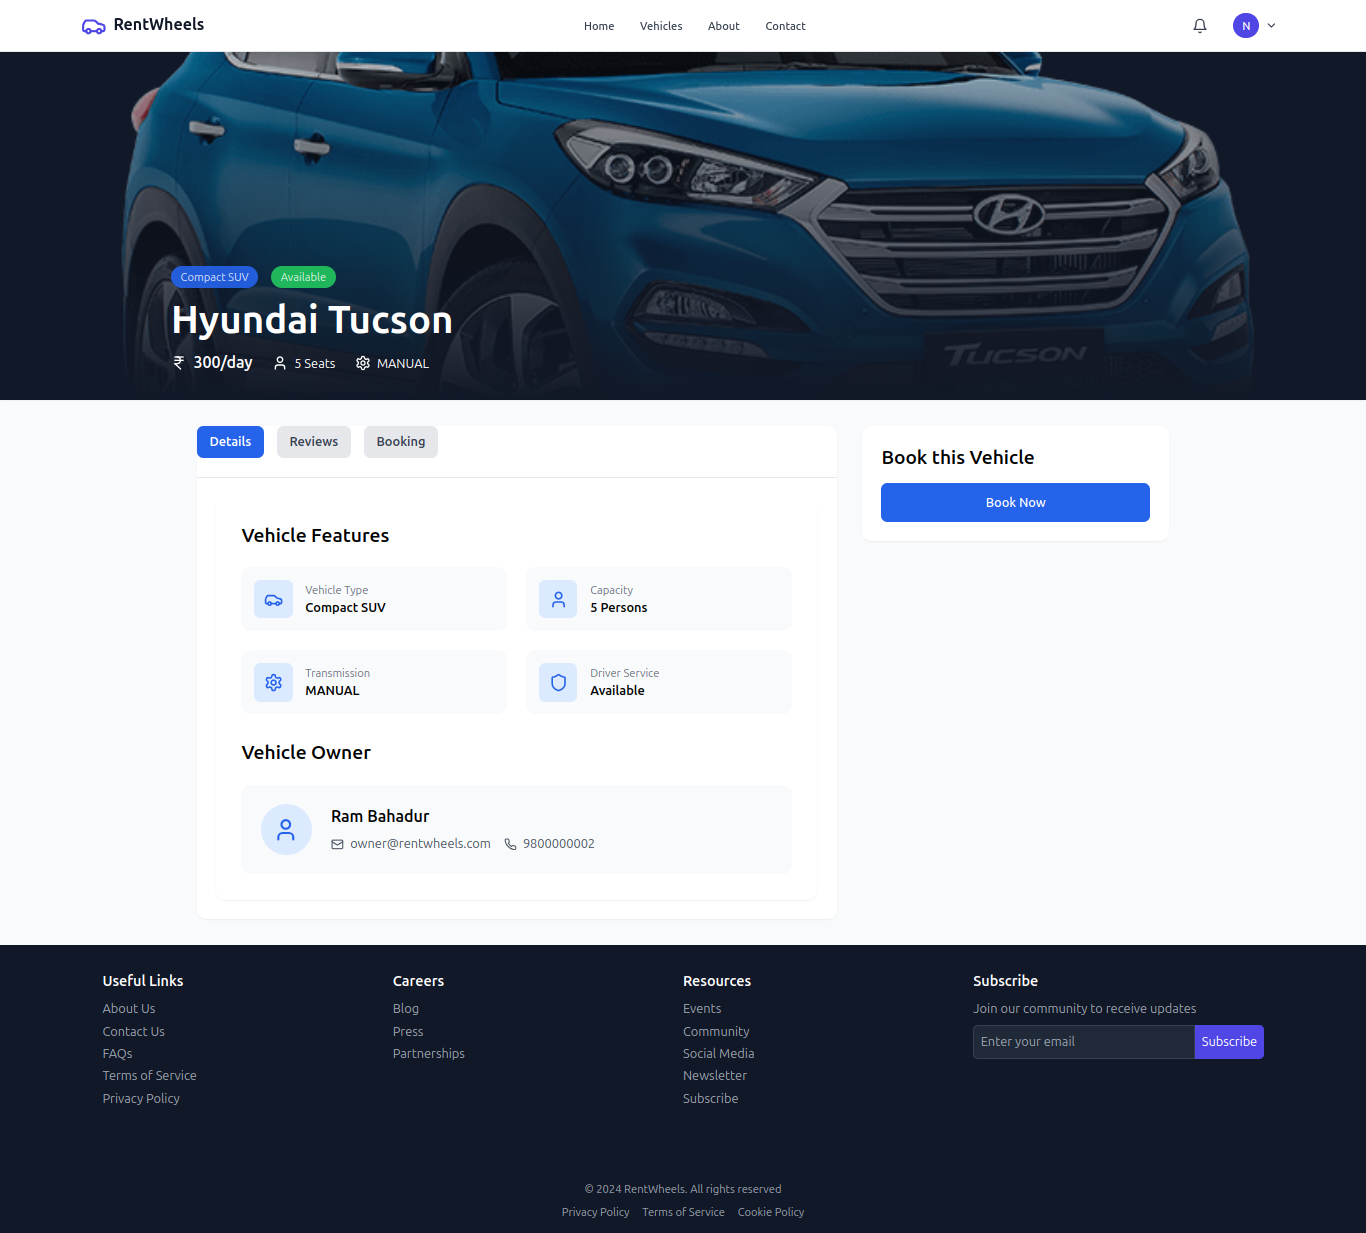 RentWheels
Home Vehicles About Contact
N
Compact SUV Available
Hyundai Tucson
₹ 300/day 5 Seats MANUAL
TUCSON
Details Reviews Booking
Book this Vehicle
Book Now
Vehicle Features
Vehicle Type
Compact SUV
Capacity
5 Persons
Transmission
MANUAL
Driver Service
Available
Vehicle Owner
Ram Bahadur
owner@rentwheels.com 9800000002
Useful Links
About Us
Contact Us
FAQs
Terms of Service
Privacy Policy
Careers
Blog
Press
Partnerships
Resources
Events
Community
Social Media
Newsletter
Subscribe
Subscribe
Join our community to receive updates
Enter your email Subscribe
© 2024 RentWheels. All rights reserved
Privacy Policy Terms of Service Cookie Policy